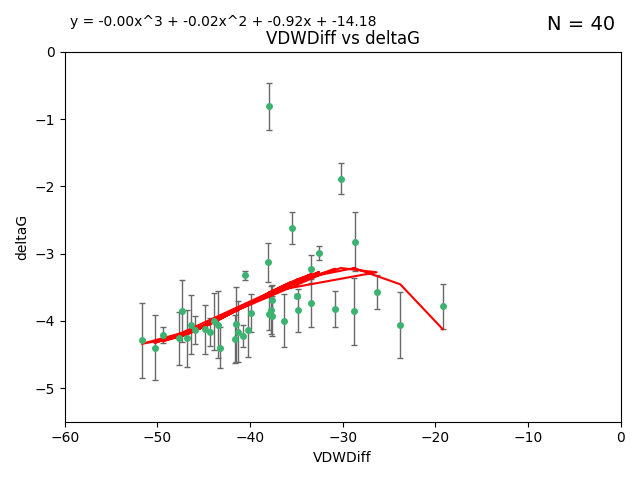 y = -0.00x^3 + -0.02x^2 + -0.92x + -14.18
N = 40
VDWDiff vs deltaG
0
−1
−2
−3
−4
−5
deltaG
−60 −50 −40 −30 −20 −10 0
VDWDiff